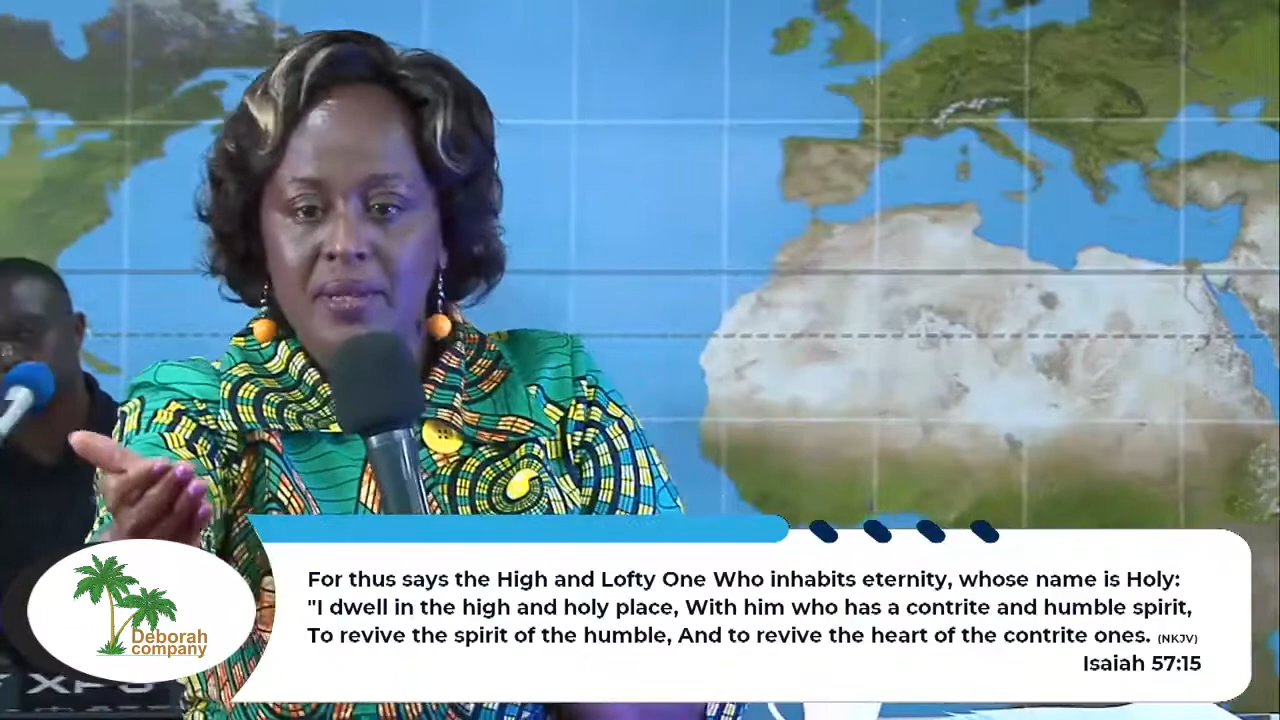 For thus says the High and Lofty One Who inhabits eternity, whose name is Holy:
"I dwell in the high and holy place, With him who has a contrite and humble spirit,
To revive the spirit of the humble, And to revive the heart of the contrite ones. (NKJV)
Isaiah 57:15
Deborah
company